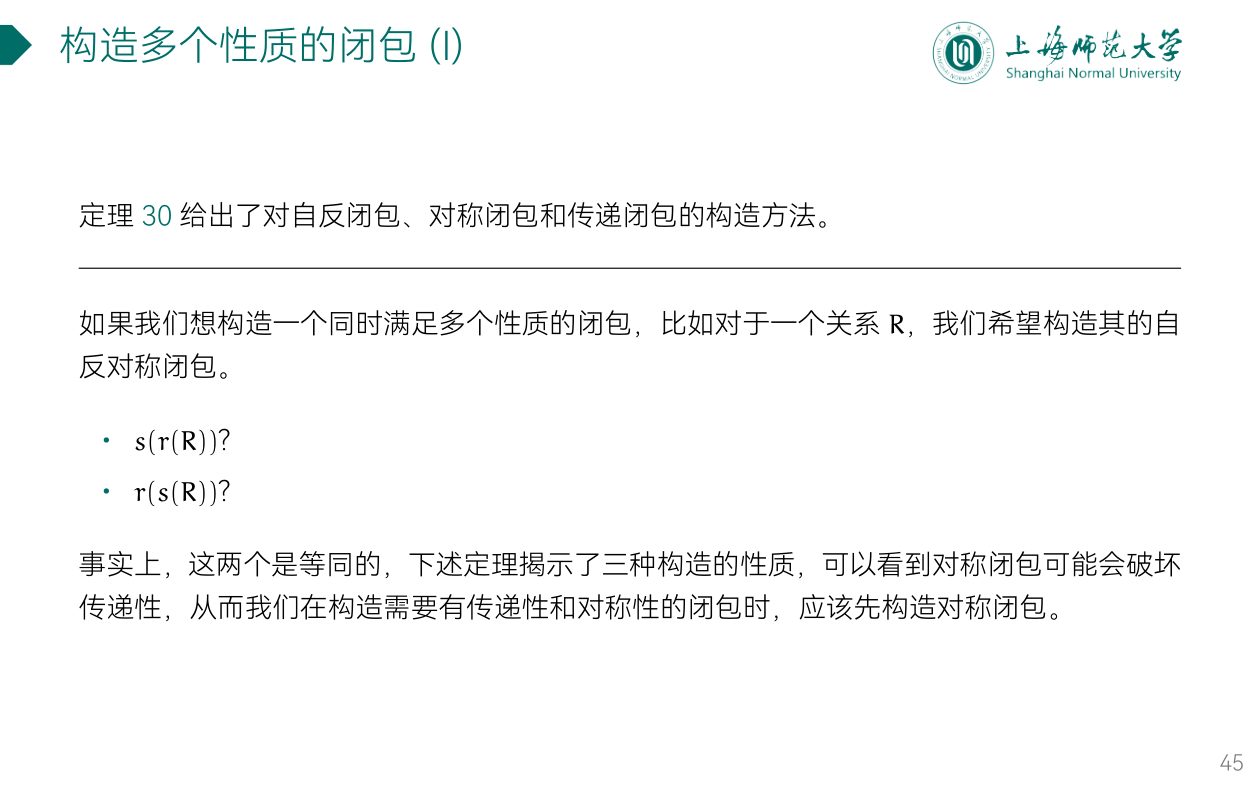 构造多个性质的闭包 (I)
上海师范大学
Shanghai Normal University
定理 30 给出了对自反闭包、对称闭包和传递闭包的构造方法。
如果我们想构造一个同时满足多个性质的闭包，比如对于一个关系 R，我们希望构造其的自
反对称闭包。
• s(r(R))?
• r(s(R))?
事实上，这两个是等同的，下述定理揭示了三种构造的性质，可以看到对称闭包可能会破坏
传递性，从而我们在构造需要有传递性和对称性的闭包时，应该先构造对称闭包。
45